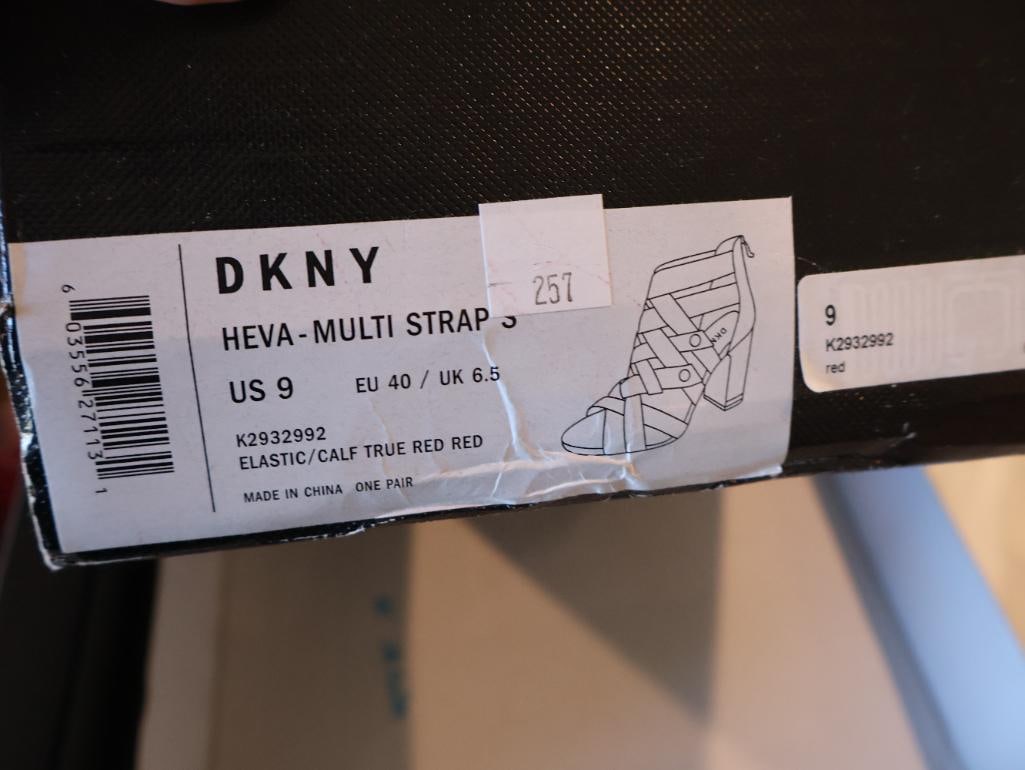 DKNY
257
HEVA-MULTI STRAP S
US 9 EU 40 / UK 6.5
K2932992
ELASTIC/CALF TRUE RED RED
MADE IN CHINA ONE PAIR
6 03556 27113 1
DKN
9
K2932992
red